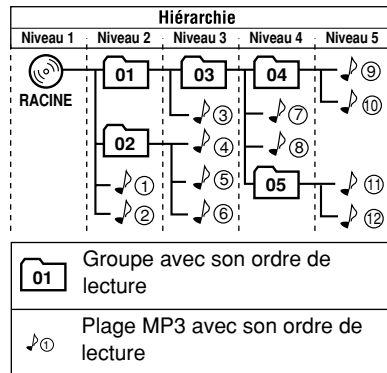 Hiérarchie
Niveau 1 Niveau 2 Niveau 3 Niveau 4 Niveau 5
01 03 04 ⑨
RACINE ③ ⑦ ⑩
02 ④ ⑧
① ⑤ 05 ⑪
② ⑥ ⑫
01 Groupe avec son ordre de
lecture
① Plage MP3 avec son ordre de
lecture